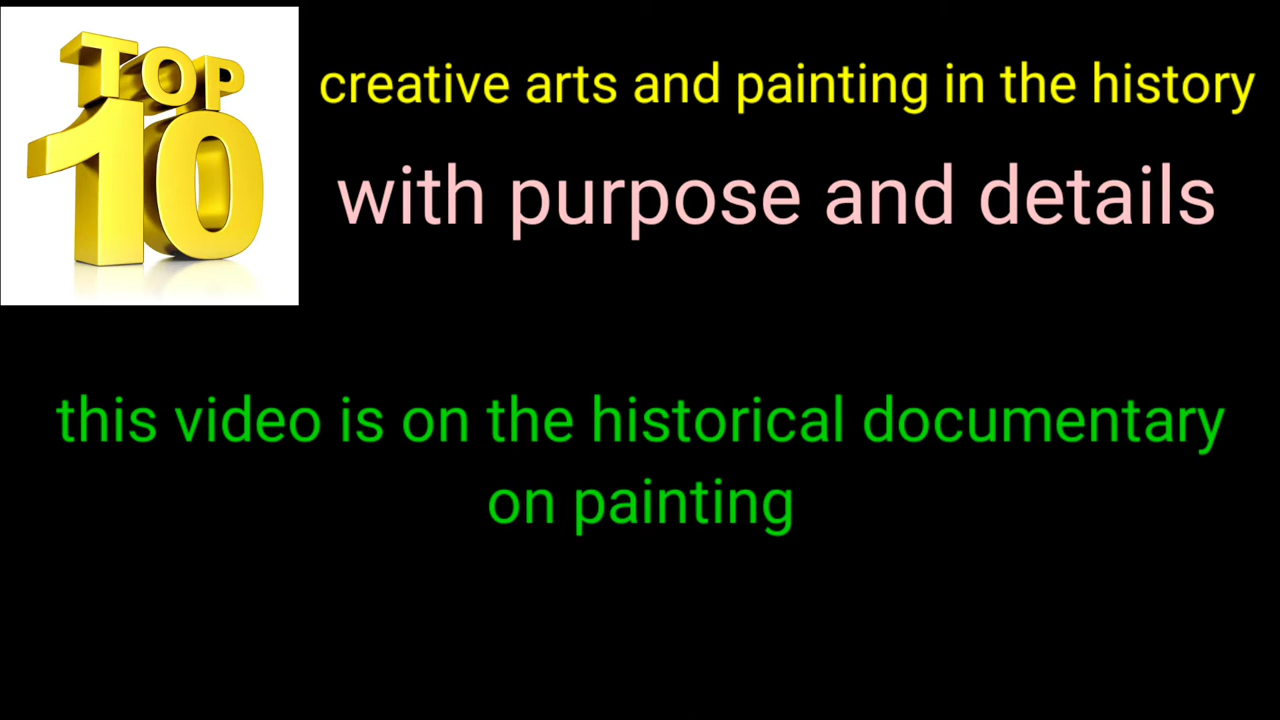 TOP
10
creative arts and painting in the history
with purpose and details
this video is on the historical documentary
on painting